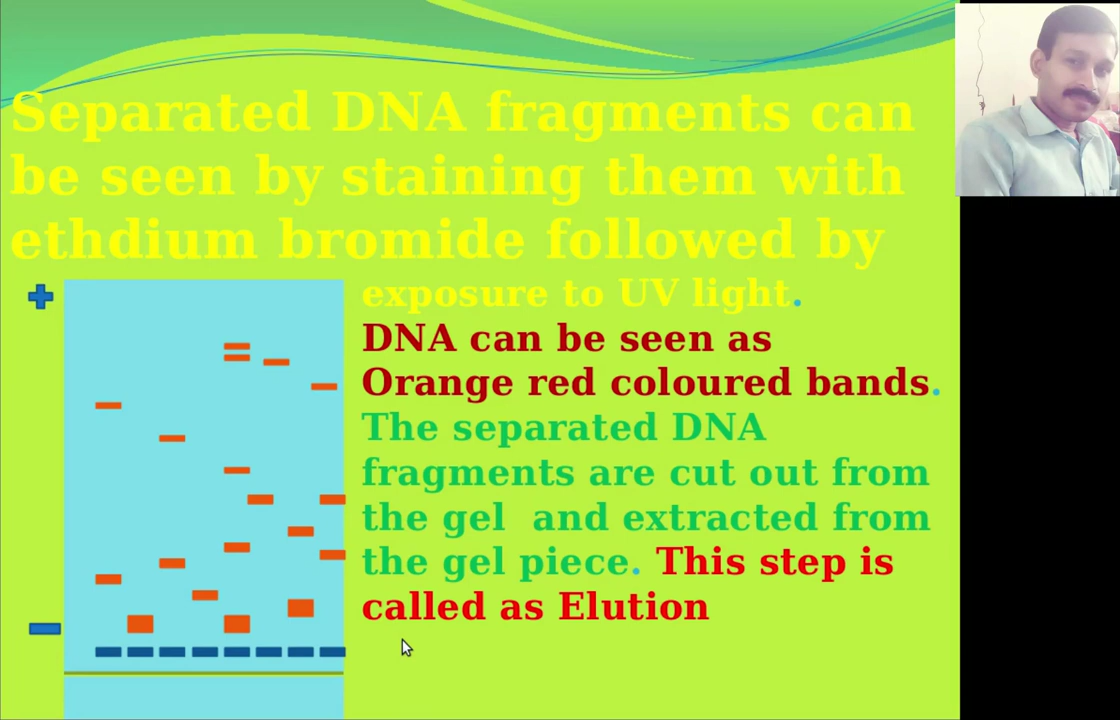 Separated DNA fragments can
be seen by staining them with
ethdium bromide followed by
exposure to UV light.
DNA can be seen as
Orange red coloured bands.
The separated DNA
fragments are cut out from
the gel  and extracted from
the gel piece. This step is
called as Elution